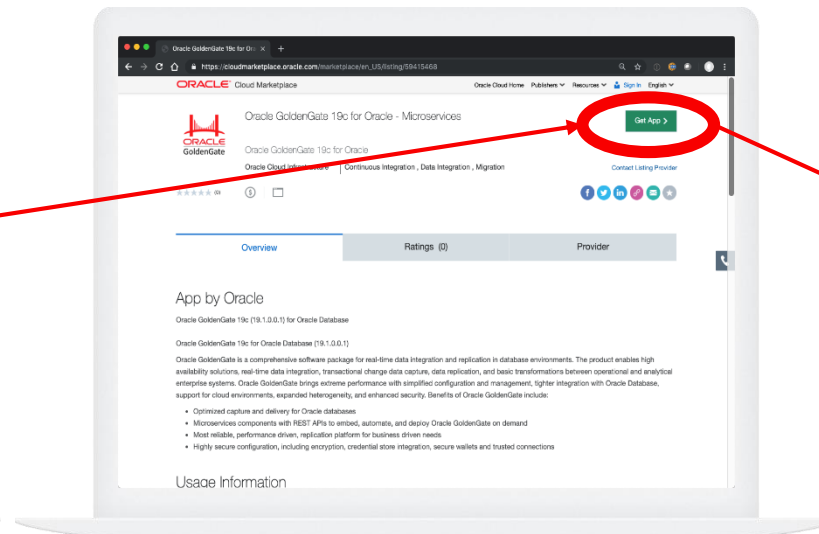 Oracle GoldenGate 19c for Ora
https://cloudmarketplace.oracle.com/marketplace/en_US/listing/59415468
ORACLE Cloud Marketplace
Oracle Cloud Home Publishers Resources Sign In English
Oracle GoldenGate 19c for Oracle - Microservices
Get App >
ORACLE
GoldenGate
Oracle GoldenGate 19c for Oracle
Oracle Cloud Infrastructure | Continuous Integration , Data Integration , Migration
Contact Listing Provider
(0)
Overview
Ratings (0)
Provider
App by Oracle
Oracle GoldenGate 19c (19.1.0.0.1) for Oracle Database
Oracle GoldenGate 19c for Oracle Database (19.1.0.0.1)
Oracle GoldenGate is a comprehensive software package for real-time data integration and replication in database environments. The product enables high
availability solutions, real-time data integration, transactional change data capture, data replication, and basic transformations between operational and analytical
enterprise systems. Oracle GoldenGate brings extreme performance with simplified configuration and management, tighter integration with Oracle Database,
support for cloud environments, expanded heterogeneity, and enhanced security. Benefits of Oracle GoldenGate include:
• Optimized capture and delivery for Oracle databases
• Microservices components with REST APIs to embed, automate, and deploy Oracle GoldenGate on demand
• Most reliable, performance driven, replication platform for business driven needs
• Highly secure configuration, including encryption, credential store integration, secure wallets and trusted connections
Usage Information